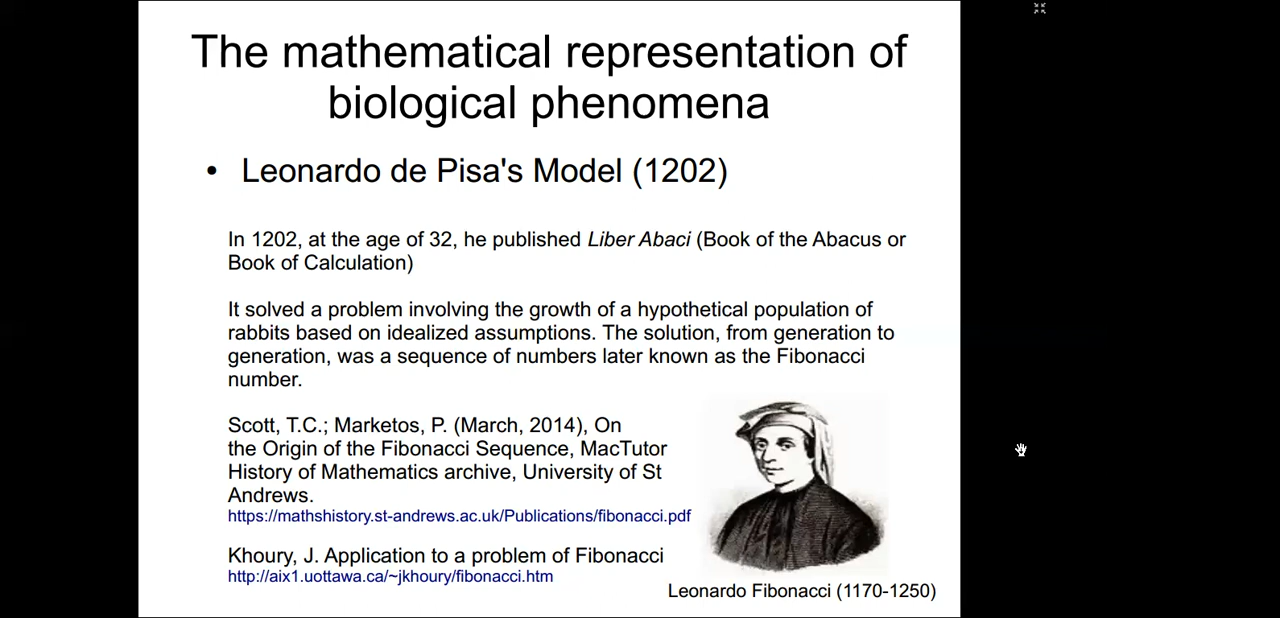 The mathematical representation of
biological phenomena
• Leonardo de Pisa's Model (1202)
In 1202, at the age of 32, he published Liber Abaci (Book of the Abacus or
Book of Calculation)
It solved a problem involving the growth of a hypothetical population of
rabbits based on idealized assumptions. The solution, from generation to
generation, was a sequence of numbers later known as the Fibonacci
number.
Scott, T.C.; Marketos, P. (March, 2014), On
the Origin of the Fibonacci Sequence, MacTutor
History of Mathematics archive, University of St
Andrews.
https://mathshistory.st-andrews.ac.uk/Publications/fibonacci.pdf
Khoury, J. Application to a problem of Fibonacci
http://aix1.uottawa.ca/~jkhoury/fibonacci.htm
Leonardo Fibonacci (1170-1250)